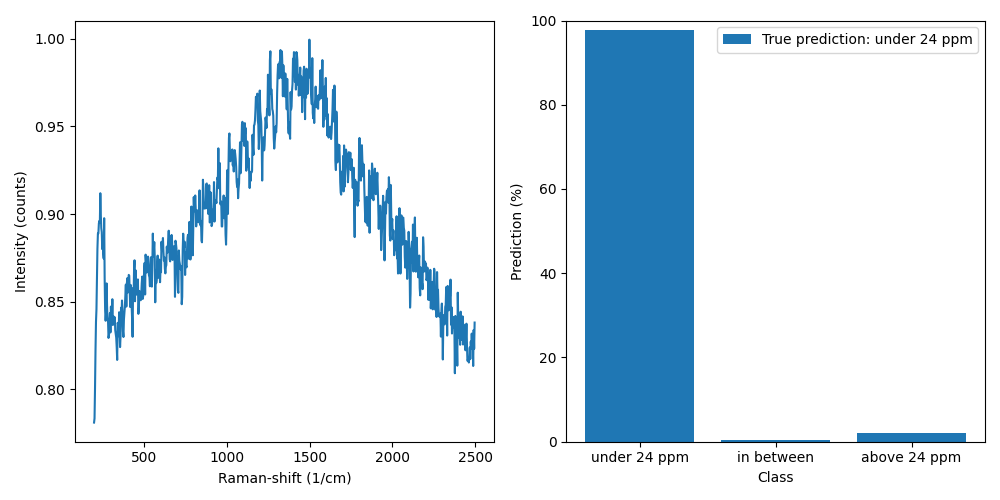 1.00
0.95
0.90
0.85
0.80
Intensity (counts)
500
1000
1500
2000
2500
Raman-shift (1/cm)
100
80
60
40
20
0
Prediction (%)
True prediction: under 24 ppm
under 24 ppm
in between
above 24 ppm
Class